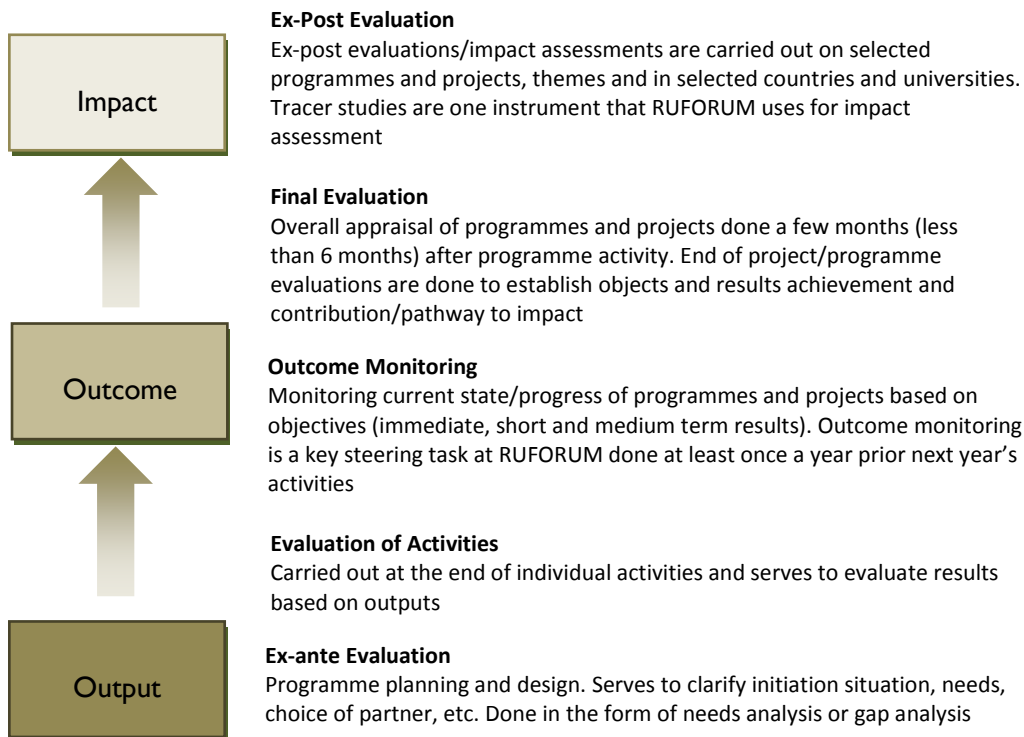 Ex-Post Evaluation
Ex-post evaluations/impact assessments are carried out on selected
programmes and projects, themes and in selected countries and universities.
Tracer studies are one instrument that RUFORUM uses for impact
assessment
Impact
Final Evaluation
Overall appraisal of programmes and projects done a few months (less
than 6 months) after programme activity. End of project/programme
evaluations are done to establish objects and results achievement and
contribution/pathway to impact
Outcome
Outcome Monitoring
Monitoring current state/progress of programmes and projects based on
objectives (immediate, short and medium term results). Outcome monitoring
is a key steering task at RUFORUM done at least once a year prior next year's
activities
Evaluation of Activities
Carried out at the end of individual activities and serves to evaluate results
based on outputs
Output
Ex-ante Evaluation
Programme planning and design. Serves to clarify initiation situation, needs,
choice of partner, etc. Done in the form of needs analysis or gap analysis